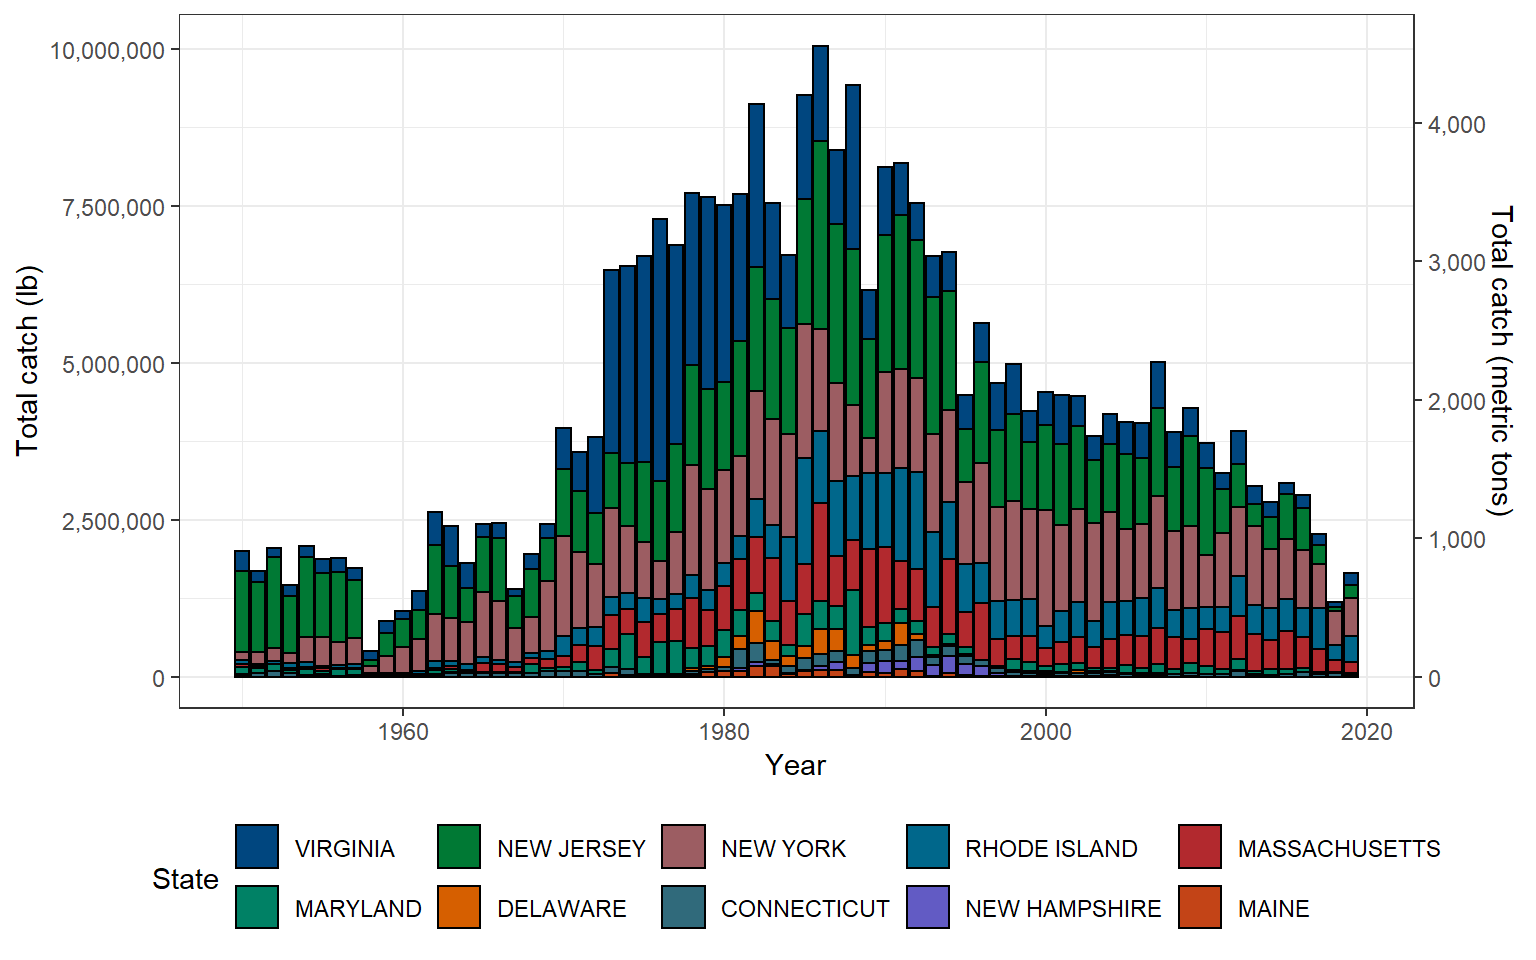 10,000,000
7,500,000
5,000,000
2,500,000
0
Total catch (lb)
4,000
3,000
2,000
1,000
0
Total catch (metric tons)
1960 1980 2000 2020
Year
State
VIRGINIA NEW JERSEY NEW YORK RHODE ISLAND MASSACHUSETTS
MARYLAND DELAWARE CONNECTICUT NEW HAMPSHIRE MAINE